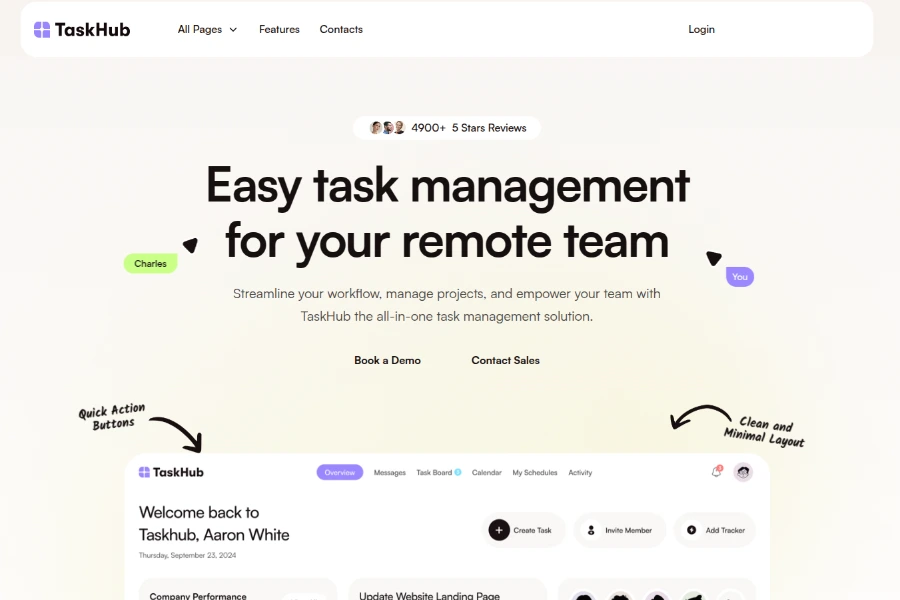 TaskHub
All Pages
Features
Contacts
Login
4900+ 5 Stars Reviews
Easy task management
for your remote team
Charles
You
Streamline your workflow, manage projects, and empower your team with
TaskHub the all-in-one task management solution.
Book a Demo
Contact Sales
Quick Action
Buttons
Clean and
Minimal Layout
TaskHub
Overview
Messages
Task Board
Calendar
My Schedules
Activity
Welcome back to
Taskhub, Aaron White
Thursday, September 23, 2024
Create Task
Invite Member
Add Tracker
Company Performance
Update Website Landing Page